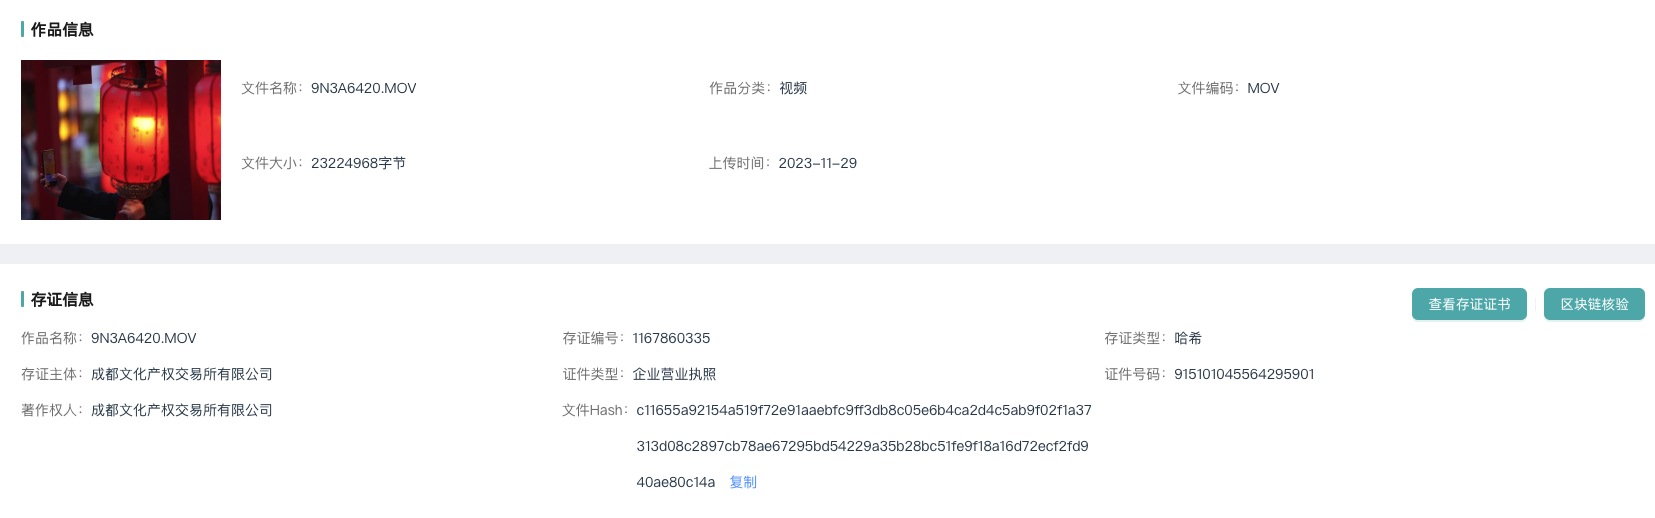 作品信息
文件名称：9N3A6420.MOV 作品分类：视频 文件编码：MOV
文件大小：23224968字节 上传时间：2023-11-29
存证信息 查看存证证书 区块链核验
作品名称：9N3A6420.MOV 存证编号：1167860335 存证类型：哈希
存证主体：成都文化产权交易所有限公司 证件类型：企业营业执照 证件号码：915101045564295901
著作权人：成都文化产权交易所有限公司 文件Hash：c11655a92154a519f72e91aaebfc9ff3db8c05e6b4ca2d4c5ab9f02f1a37
313d08c2897cb78ae67295bd54229a35b28bc51fe9f18a16d72ecf2fd9
40ae80c14a 复制